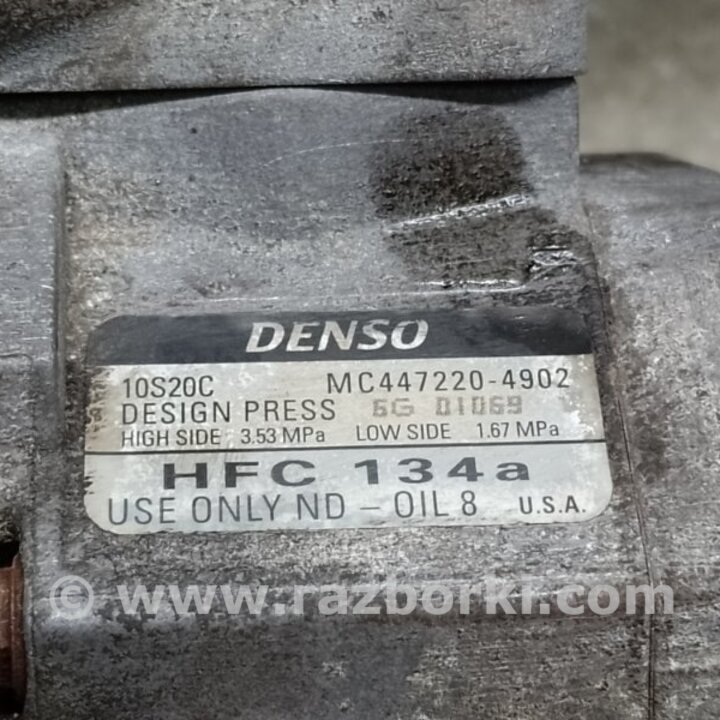 DENSO
10S20C MC447220-4902
DESIGN PRESS 6G 01069
HIGH SIDE 3.53 MPa LOW SIDE 1.67 MPa
HFC 134a
USE ONLY ND-OIL 8 U.S.A.
© www.razborki.com